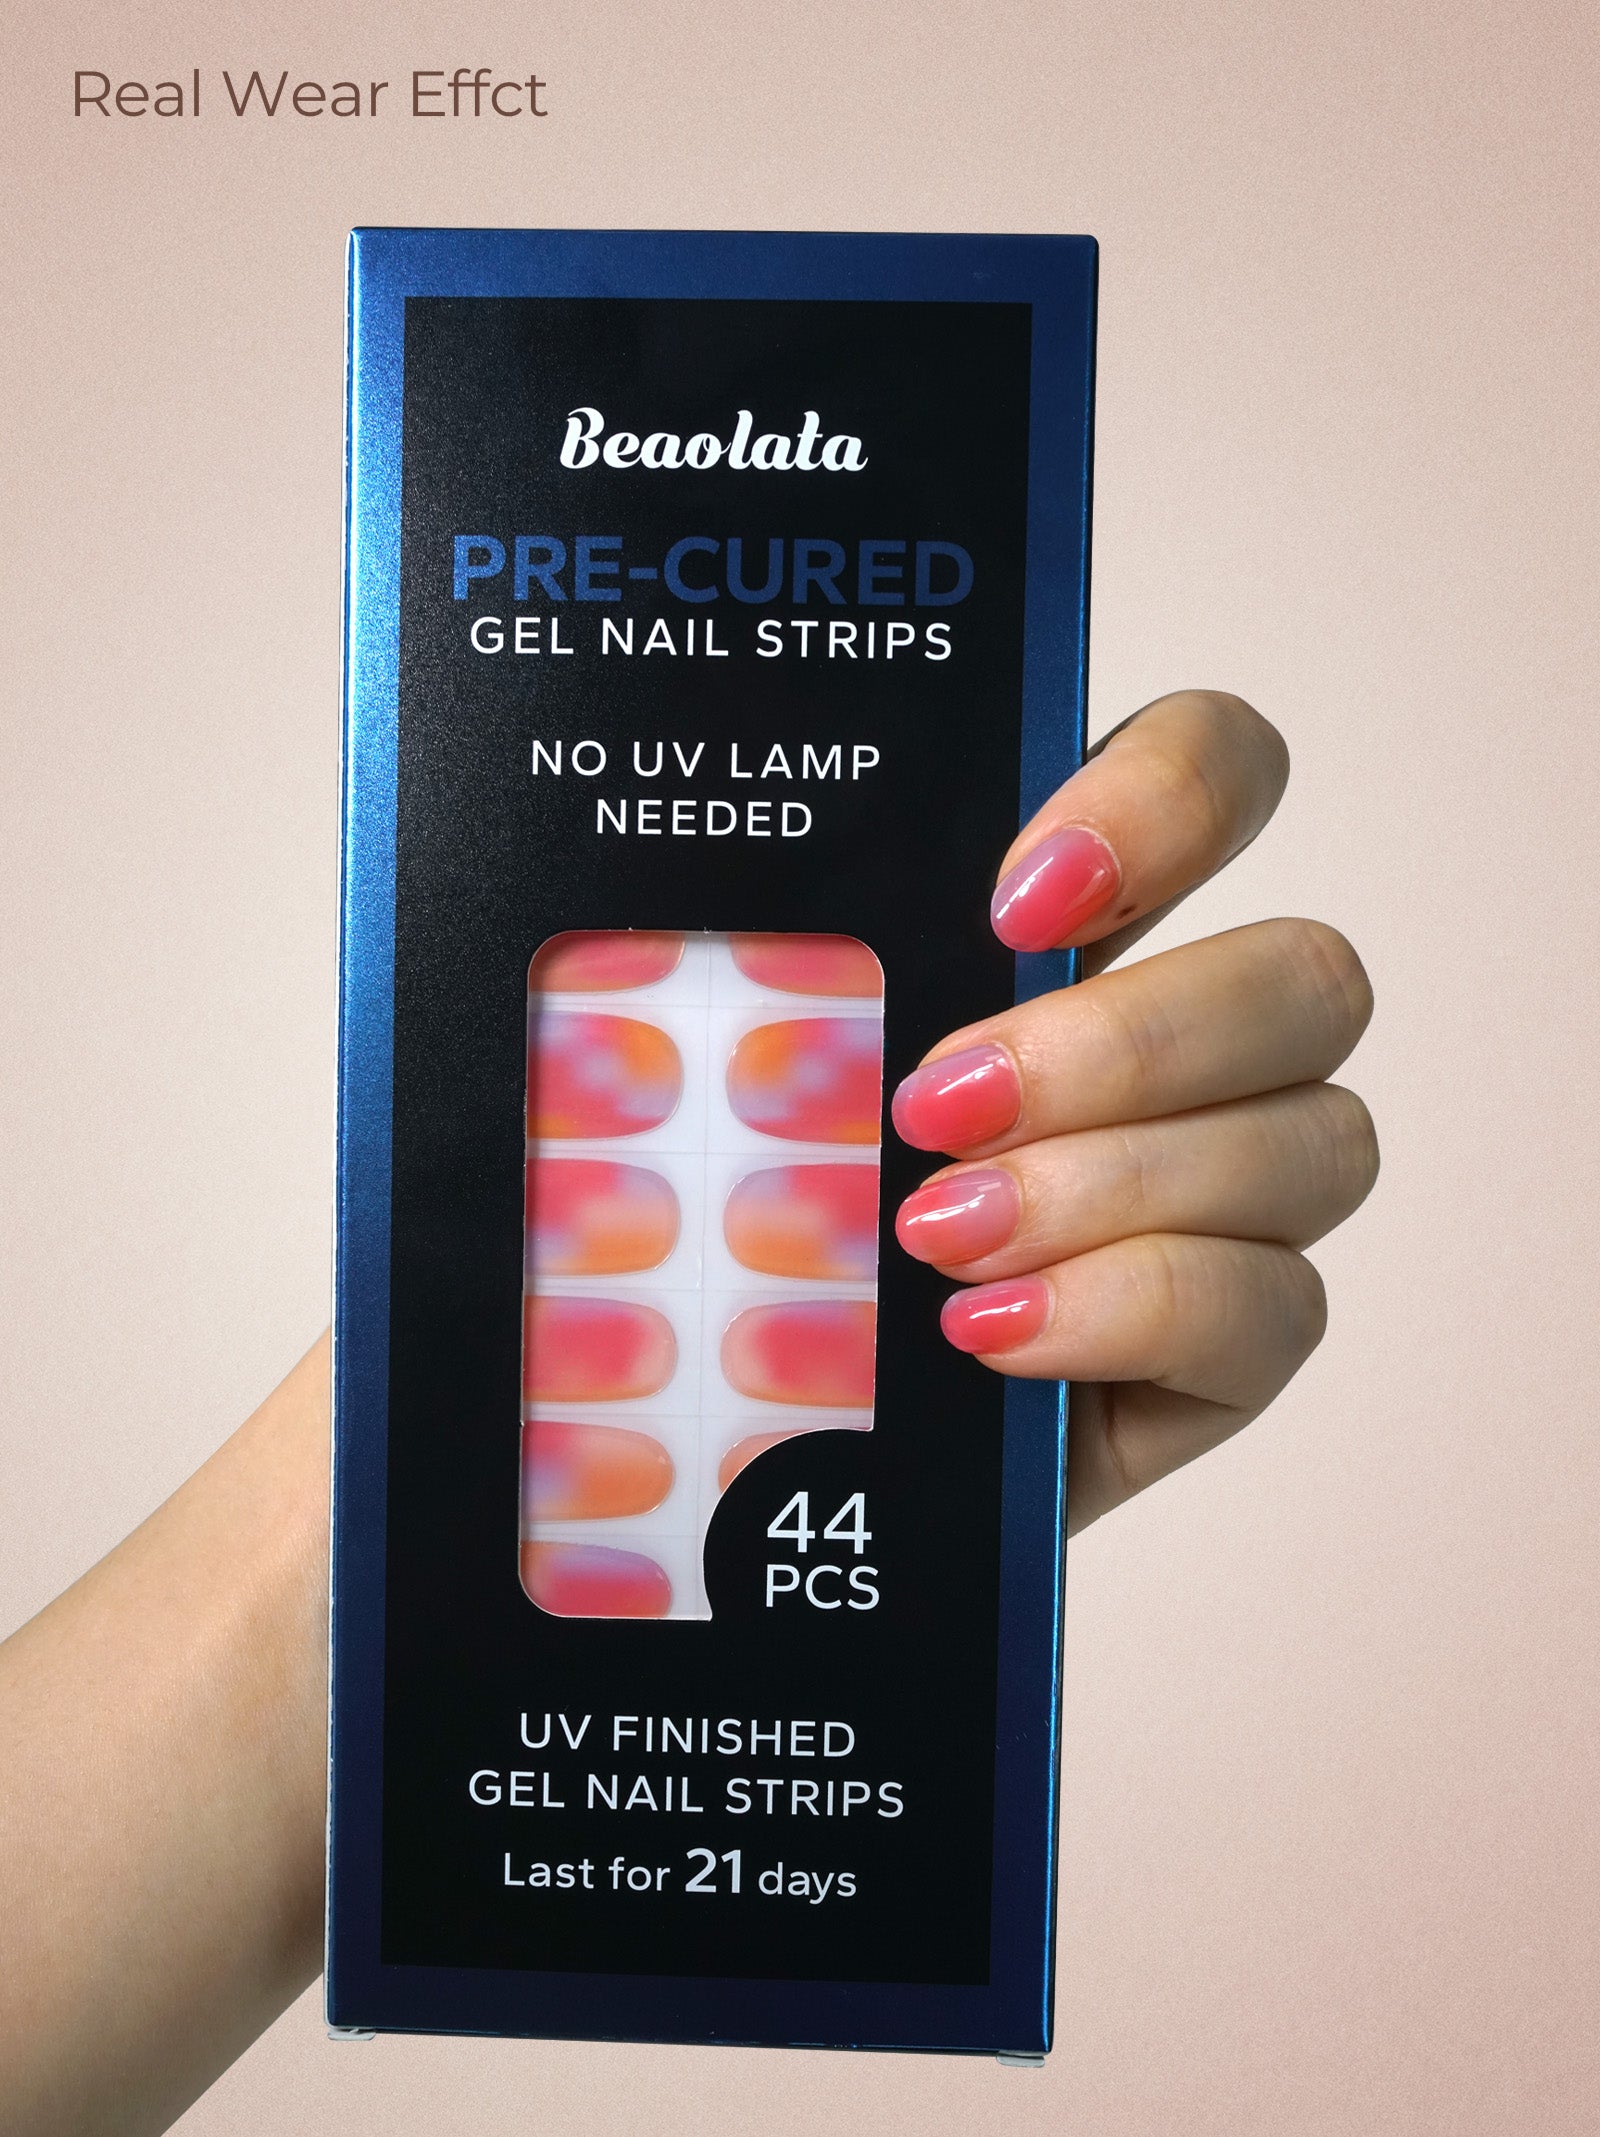 Real Wear Effct
Beaolata
PRE-CURED
GEL NAIL STRIPS
NO UV LAMP
NEEDED
44
PCS
UV FINISHED
GEL NAIL STRIPS
Last for 21 days